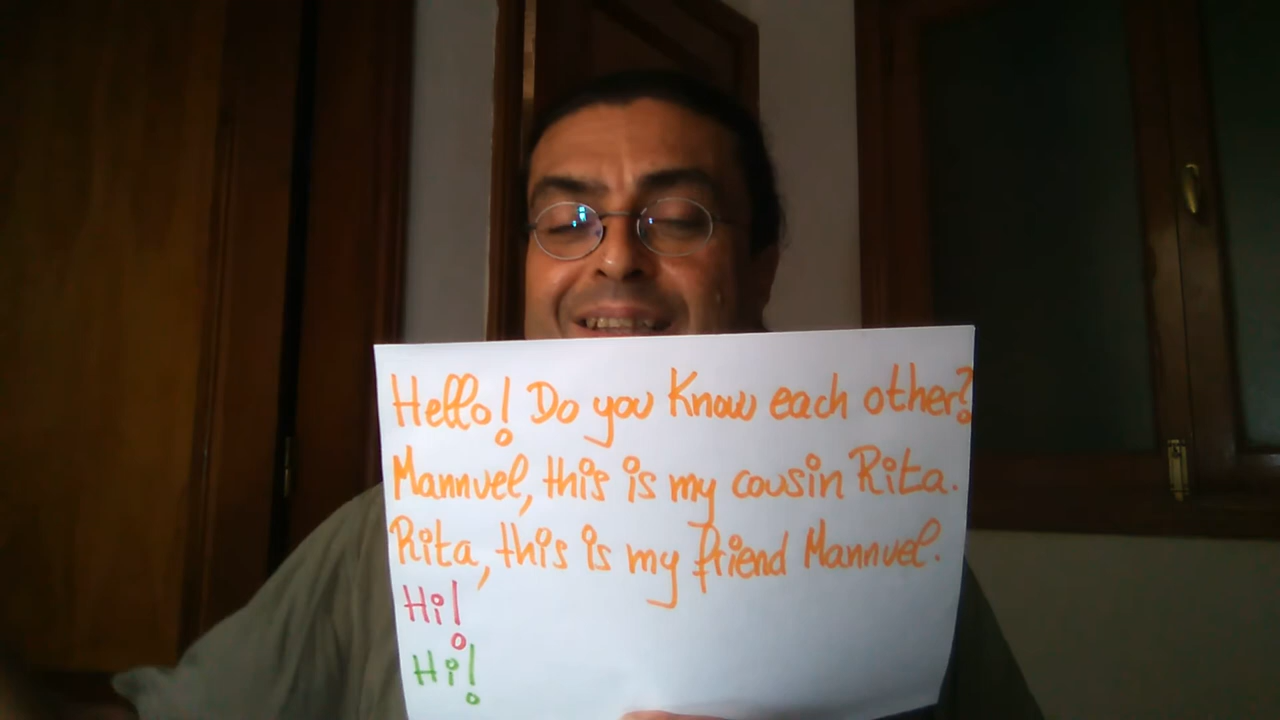 Hello! Do you Know each other?
Mannuel, this is my cousin Rita.
Rita, this is my friend Mannuel.
Hi!
Hi!